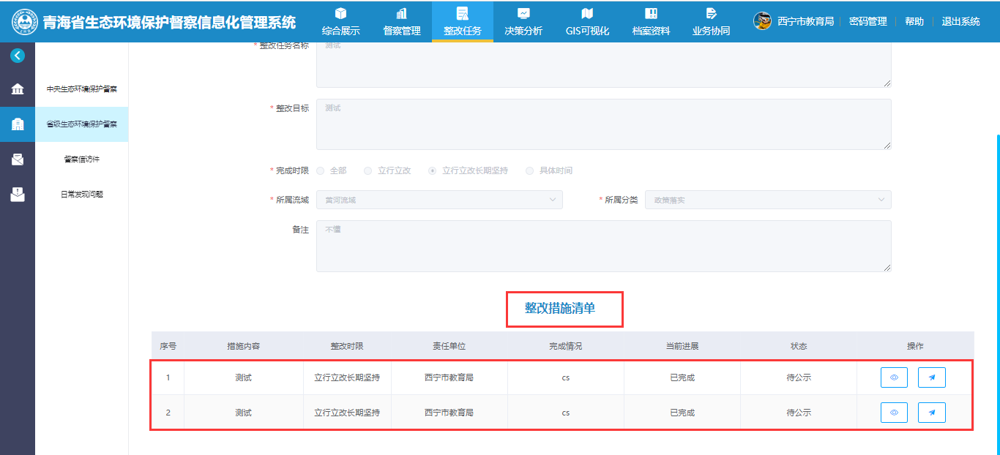 青海省生态环境保护督察信息化管理系统
综合展示
督察管理
整改任务
决策分析
GIS可视化
档案资料
业务协同
西宁市教育局
密码管理
帮助
退出系统
中央生态环境保护督察
省级生态环境保护督察
督察信访件
日常发现问题
* 整改任务名称
测试
* 整改目标
测试
* 完成时限 全部 立行立改 立行立改长期坚持 具体时间
* 所属流域 黄河流域 * 所属分类 政策落实
备注
不懂
整改措施清单
序号 措施内容 整改时限 责任单位 完成情况 当前进展 状态 操作
1 测试 立行立改长期坚持 西宁市教育局 cs 已完成 待公示
2 测试 立行立改长期坚持 西宁市教育局 cs 已完成 待公示